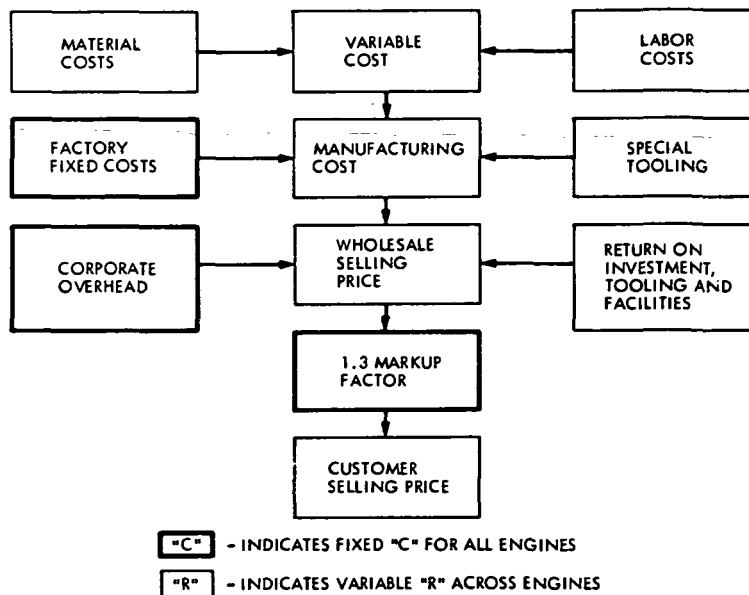 MATERIAL
COSTS
VARIABLE
COST
LABOR
COSTS
FACTORY
FIXED COSTS
MANUFACTURING
COST
SPECIAL
TOOLING
CORPORATE
OVERHEAD
WHOLESALE
SELLING
PRICE
RETURN ON
INVESTMENT,
TOOLING AND
FACILITIES
1.3 MARKUP
FACTOR
CUSTOMER
SELLING PRICE
"C" - INDICATES FIXED "C" FOR ALL ENGINES
"R" - INDICATES VARIABLE "R" ACROSS ENGINES